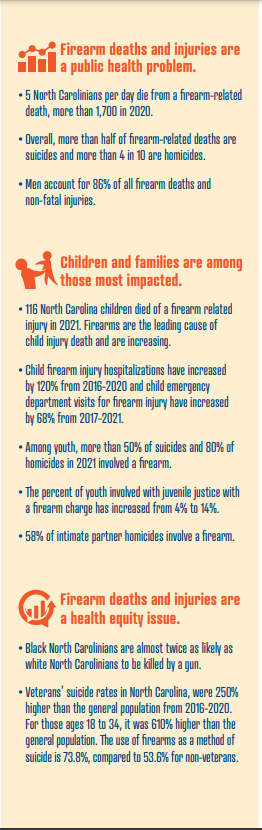 Firearm deaths and injuries are
a public health problem.
• 5 North Carolinians per day die from a firearm-related
death, more than 1,700 in 2020.
• Overall, more than half of firearm-related deaths are
suicides and more than 4 in 10 are homicides.
• Men account for 86% of all firearm deaths and
non-fatal injuries.
Children and families are among
those most impacted.
• 116 North Carolina children died of a firearm related
injury in 2021. Firearms are the leading cause of
child injury death and are increasing.
• Child firearm injury hospitalizations have increased
by 120% from 2016-2020 and child emergency
department visits for firearm injury have increased
by 68% from 2017-2021.
• Among youth, more than 50% of suicides and 80% of
homicides in 2021 involved a firearm.
• The percent of youth involved with juvenile justice with
a firearm charge has increased from 4% to 14%.
• 58% of intimate partner homicides involve a firearm.
Firearm deaths and injuries are
a health equity issue.
• Black North Carolinians are almost twice as likely as
white North Carolinians to be killed by a gun.
• Veterans’ suicide rates in North Carolina, were 250%
higher than the general population from 2016-2020.
For those ages 18 to 34, it was 610% higher than the
general population. The use of firearms as a method of
suicide is 73.8%, compared to 53.6% for non-veterans.